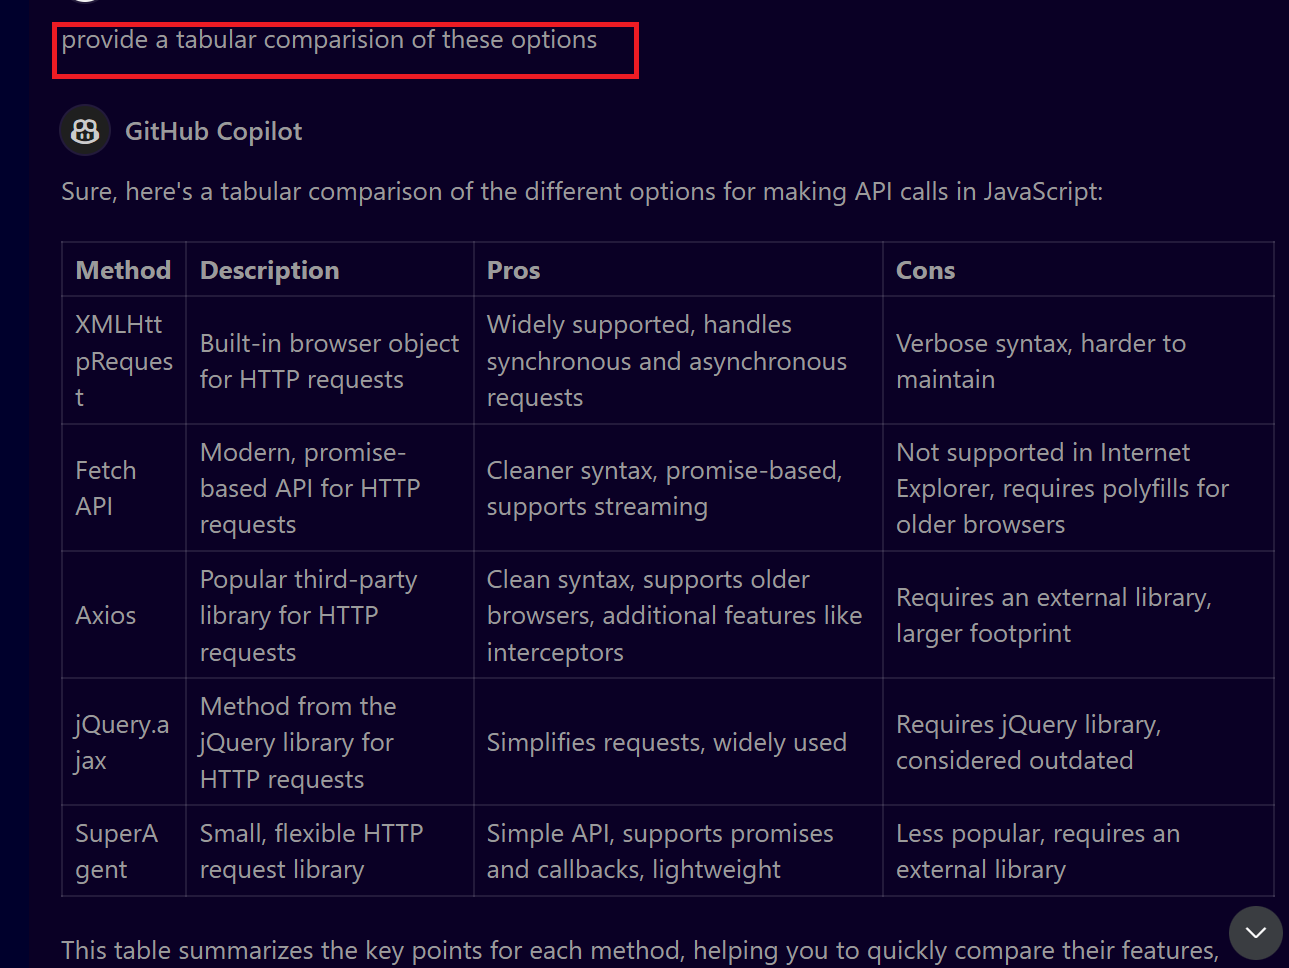 provide a tabular comparision of these options
GitHub Copilot
Sure, here's a tabular comparison of the different options for making API calls in JavaScript:
Method
Description
Pros
Cons
XMLHtt
pReques
t
Built-in browser object
for HTTP requests
Widely supported, handles
synchronous and asynchronous
requests
Verbose syntax, harder to
maintain
Fetch
API
Modern, promise-
based API for HTTP
requests
Cleaner syntax, promise-based,
supports streaming
Not supported in Internet
Explorer, requires polyfills for
older browsers
Axios
Popular third-party
library for HTTP
requests
Clean syntax, supports older
browsers, additional features like
interceptors
Requires an external library,
larger footprint
jQuery.a
jax
Method from the
jQuery library for
HTTP requests
Simplifies requests, widely used
Requires jQuery library,
considered outdated
SuperA
gent
Small, flexible HTTP
request library
Simple API, supports promises
and callbacks, lightweight
Less popular, requires an
external library
This table summarizes the key points for each method, helping you to quickly compare their features,